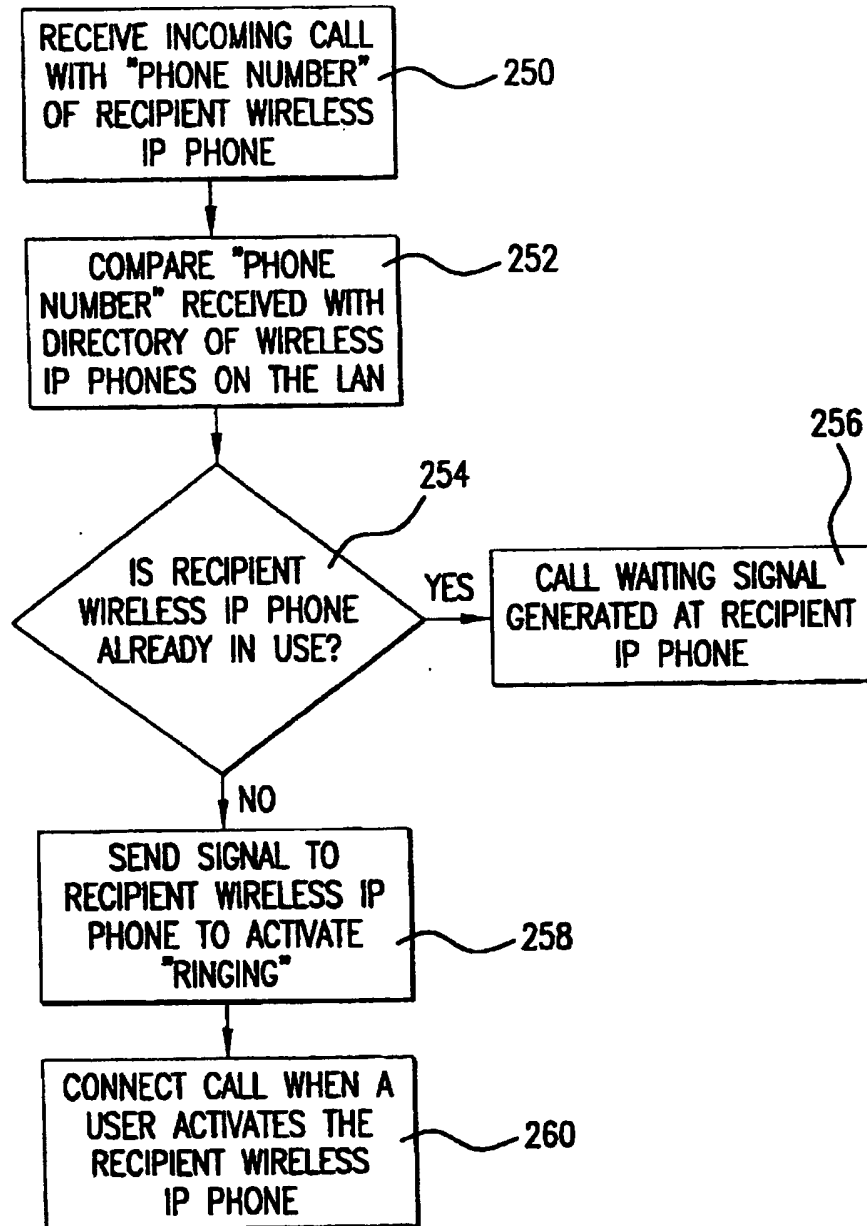 RECEIVE INCOMING CALL
WITH "PHONE NUMBER"
OF RECIPIENT WIRELESS
IP PHONE
250
COMPARE "PHONE
NUMBER" RECEIVED WITH
DIRECTORY OF WIRELESS
IP PHONES ON THE LAN
252
254
IS RECIPIENT
WIRELESS IP PHONE
ALREADY IN USE?
YES
256
CALL WAITING SIGNAL
GENERATED AT RECIPIENT
IP PHONE
NO
SEND SIGNAL TO
RECIPIENT WIRELESS IP
PHONE TO ACTIVATE
"RINGING"
258
CONNECT CALL WHEN A
USER ACTIVATES THE
RECIPIENT WIRELESS
IP PHONE
260